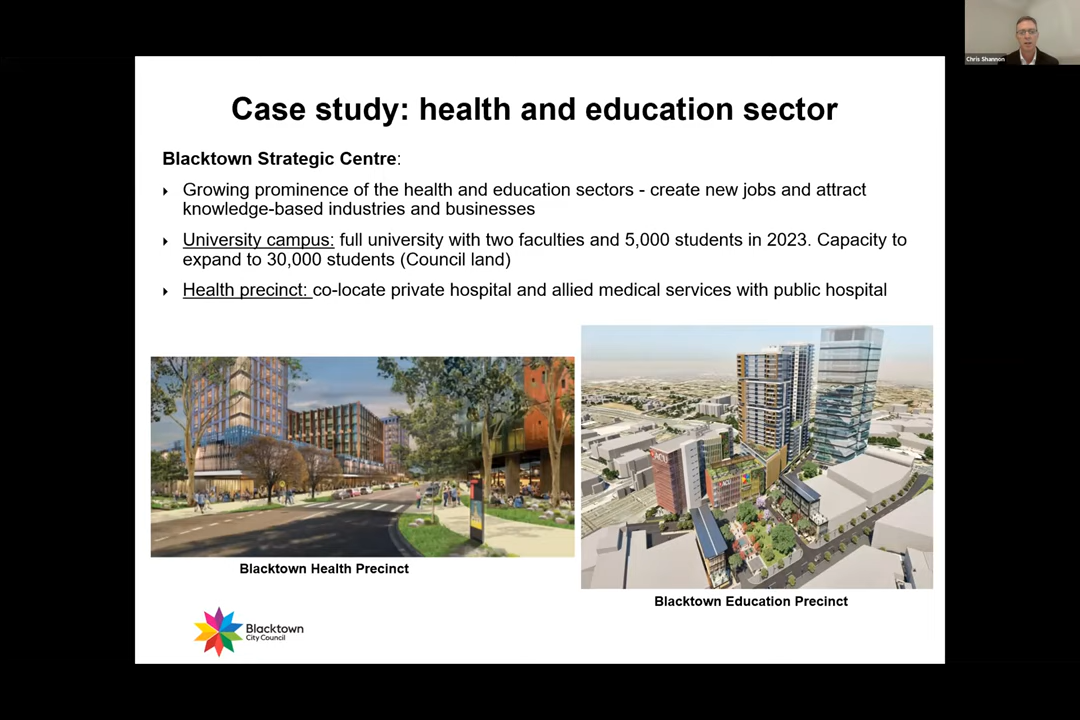 Chris Shannon
Case study: health and education sector
Blacktown Strategic Centre:
Growing prominence of the health and education sectors - create new jobs and attract
knowledge-based industries and businesses
University campus: full university with two faculties and 5,000 students in 2023. Capacity to
expand to 30,000 students (Council land)
Health precinct: co-locate private hospital and allied medical services with public hospital
ACU
ACU
Blacktown Health Precinct
Blacktown Education Precinct
Blacktown
City Council